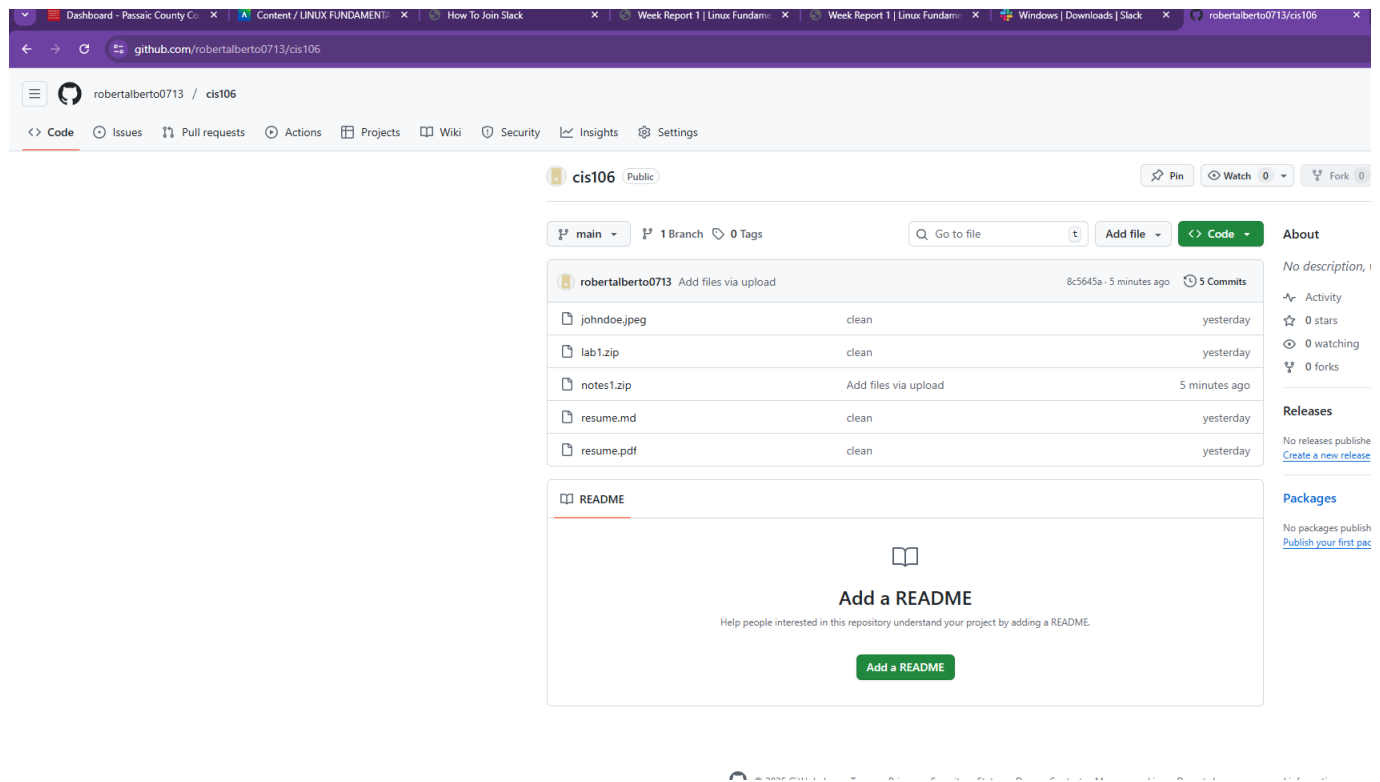 Dashboard - Passaic County Co Content / LINUX FUNDAMENTA How To Join Slack Week Report 1 | Linux Fundame Week Report 1 | Linux Fundame Windows | Downloads | Slack robertalberto0713/cis106
github.com/robertalberto0713/cis106
robertalberto0713 / cis106
Code Issues Pull requests Actions Projects Wiki Security Insights Settings
cis106 Public Pin Watch 0 Fork 0
main 1 Branch 0 Tags Go to file t Add file Code About
No description,
robertalberto0713 Add files via upload 8c5645a · 5 minutes ago 5 Commits
Activity
johndoe.jpeg clean yesterday 0 stars
0 watching
lab1.zip clean yesterday
0 forks
notes1.zip Add files via upload 5 minutes ago
resume.md clean yesterday Releases
resume.pdf clean yesterday No releases publishe
Create a new release
README Packages
No packages publish
Publish your first pac
Add a README
Help people interested in this repository understand your project by adding a README.
Add a README